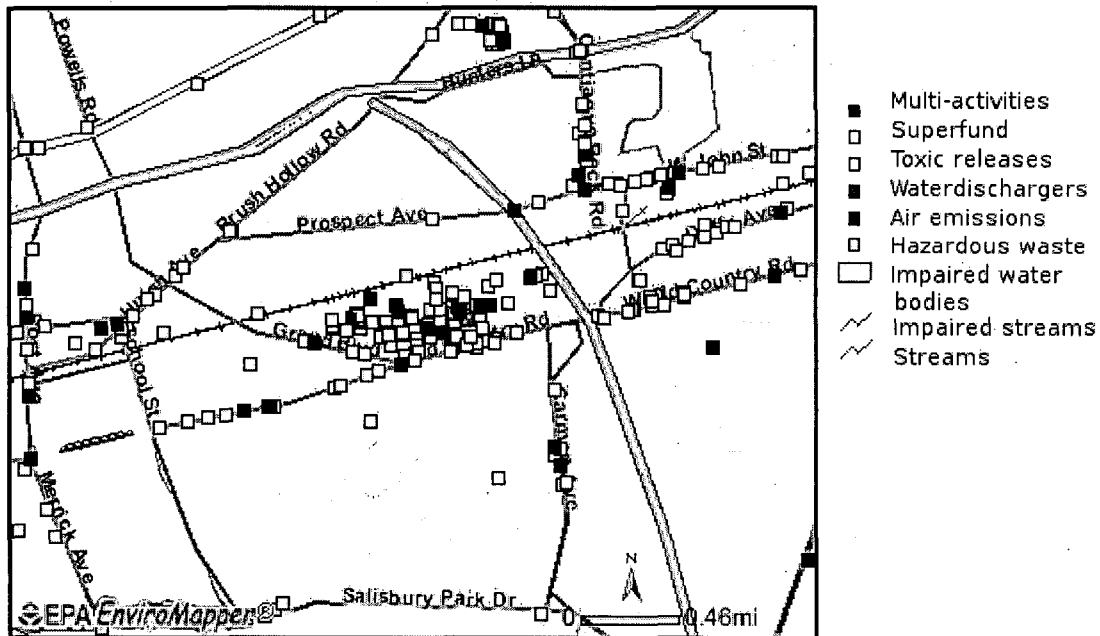 Powells Rd
Hunters Ln
Brush Hollow Rd
W John St
Prospect Ave
Union Ave
Country Rd
Grand
Rd
School St
Merrick Ave
Salisbury Park Dr
EPA EnviroMapper®
N
0 0.46mi
Multi-activities
Superfund
Toxic releases
Waterdischargers
Air emissions
Hazardous waste
Impaired water
bodies
Impaired streams
Streams